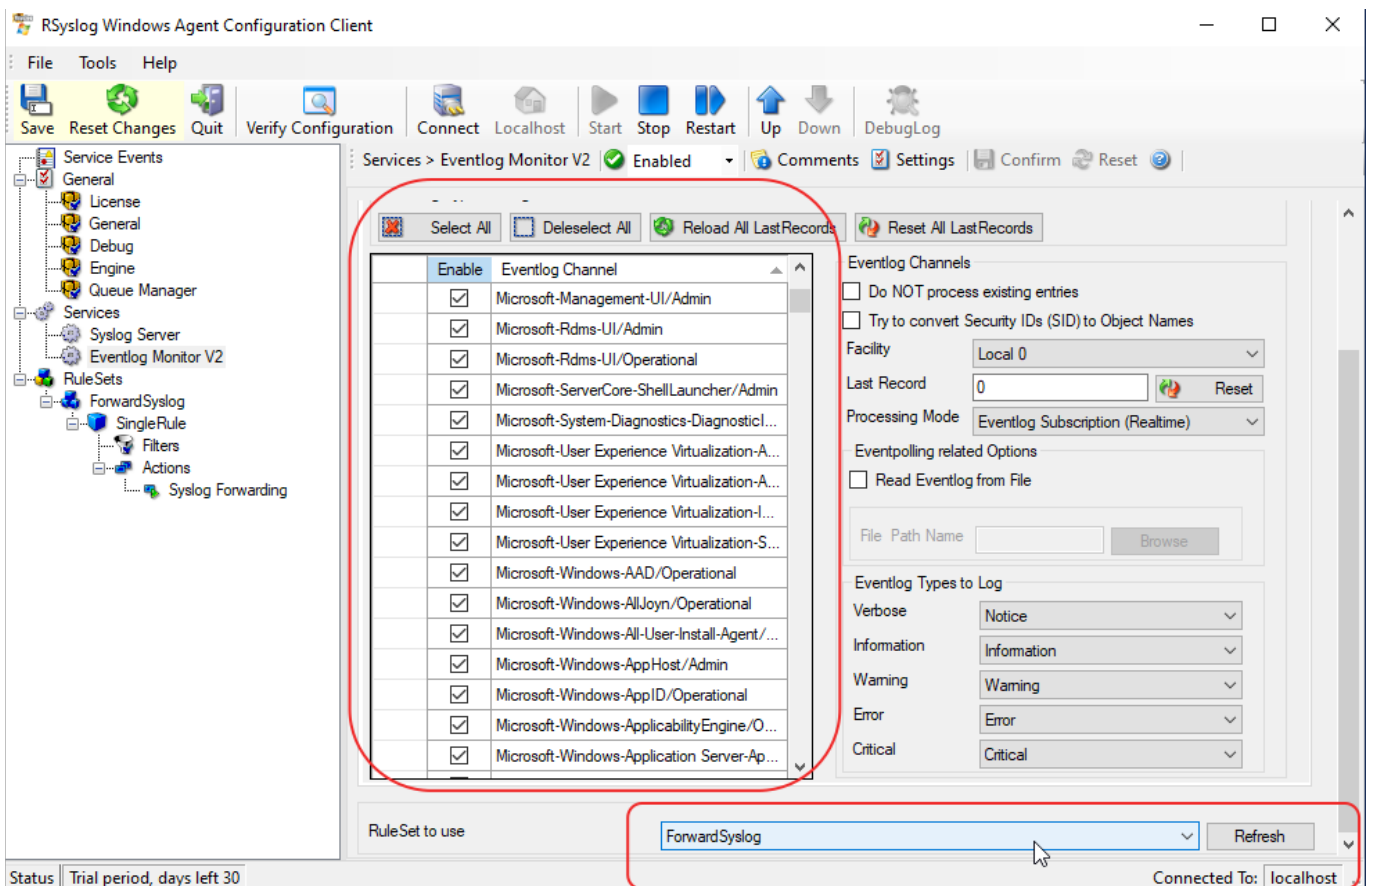 RSyslog Windows Agent Configuration Client
File Tools Help
Save Reset Changes Quit Verify Configuration Connect Localhost Start Stop Restart Up Down DebugLog
Service Events
General
License
General
Debug
Engine
Queue Manager
Services
Syslog Server
Eventlog Monitor V2
RuleSets
ForwardSyslog
SingleRule
Filters
Actions
Syslog Forwarding
Services > Eventlog Monitor V2 Enabled Comments Settings Confirm Reset
Select All Deleselect All Reload All LastRecords Reset All LastRecords
Enable Eventlog Channel
Microsoft-Management-UI/Admin
Microsoft-Rdms-UI/Admin
Microsoft-Rdms-UI/Operational
Microsoft-ServerCore-ShellLauncher/Admin
Microsoft-System-Diagnostics-DiagnosticI...
Microsoft-User Experience Virtualization-A...
Microsoft-User Experience Virtualization-A...
Microsoft-User Experience Virtualization-I...
Microsoft-User Experience Virtualization-S...
Microsoft-Windows-AAD/Operational
Microsoft-Windows-AllJoyn/Operational
Microsoft-Windows-All-User-Install-Agent/...
Microsoft-Windows-AppHost/Admin
Microsoft-Windows-AppID/Operational
Microsoft-Windows-ApplicabilityEngine/O...
Microsoft-Windows-Application Server-Ap...
Eventlog Channels
Do NOT process existing entries
Try to convert Security IDs (SID) to Object Names
Facility Local 0
Last Record 0 Reset
Processing Mode Eventlog Subscription (Realtime)
Eventpolling related Options
Read Eventlog from File
File Path Name Browse
Eventlog Types to Log
Verbose Notice
Information Information
Warning Warning
Error Error
Critical Critical
RuleSet to use ForwardSyslog Refresh
Status Trial period, days left 30 Connected To: localhost